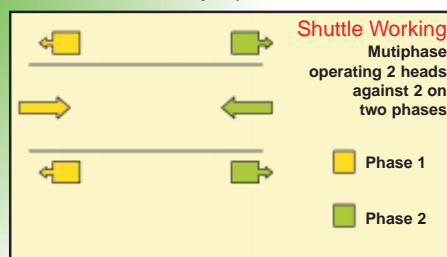 Shuttle Working
Mutiphase
operating 2 heads
against 2 on
two phases
Phase 1
Phase 2